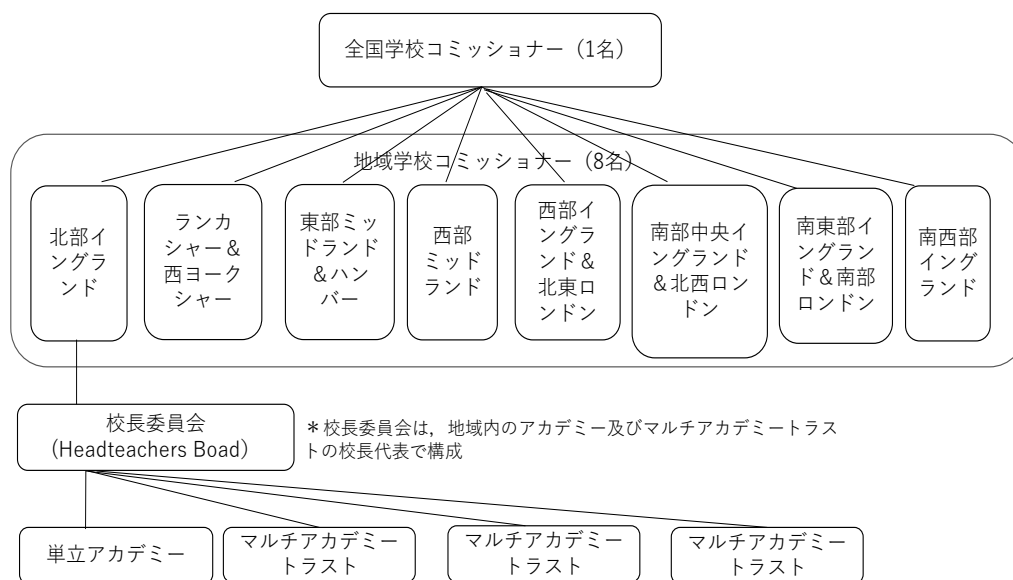 全国学校コミッショナー（1名）
地域学校コミッショナー（8名）
北部イ
ングラ
ンド
ランカ
シャー＆
西ヨーク
シャー
東部ミッ
ドランド
＆ハン
バー
西部
ミッド
ランド
西部イ
ングラ
ンド＆
北東ロ
ンドン
南部中央イ
ングランド
＆北西ロン
ドン
南東部イ
ングラン
ド＆南部
ロンドン
南西部
イング
ランド
校長委員会
(Headteachers Boad)
＊校長委員会は，地域内のアカデミー及びマルチアカデミートラス
トの校長代表で構成
単立アカデミー
マルチアカデミー
トラスト
マルチアカデミー
トラスト
マルチアカデミー
トラスト